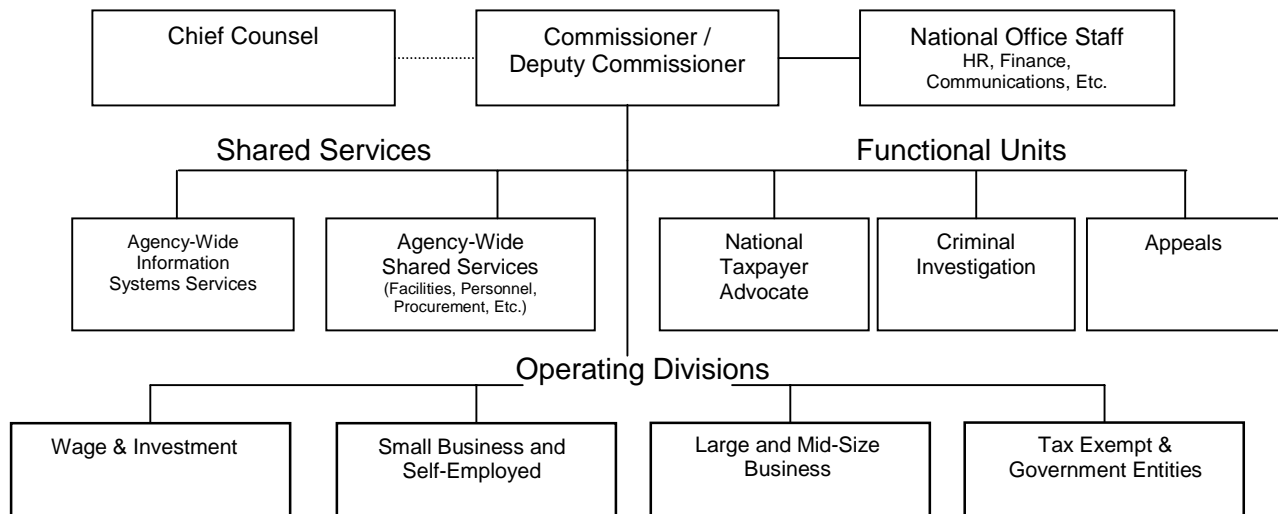 Chief Counsel
Commissioner /
Deputy Commissioner
National Office Staff
HR, Finance,
Communications, Etc.
Shared Services
Functional Units
Agency-Wide
Information
Systems Services
Agency-Wide
Shared Services
(Facilities, Personnel,
Procurement, Etc.)
National
Taxpayer
Advocate
Criminal
Investigation
Appeals
Operating Divisions
Wage & Investment
Small Business and
Self-Employed
Large and Mid-Size
Business
Tax Exempt &
Government Entities